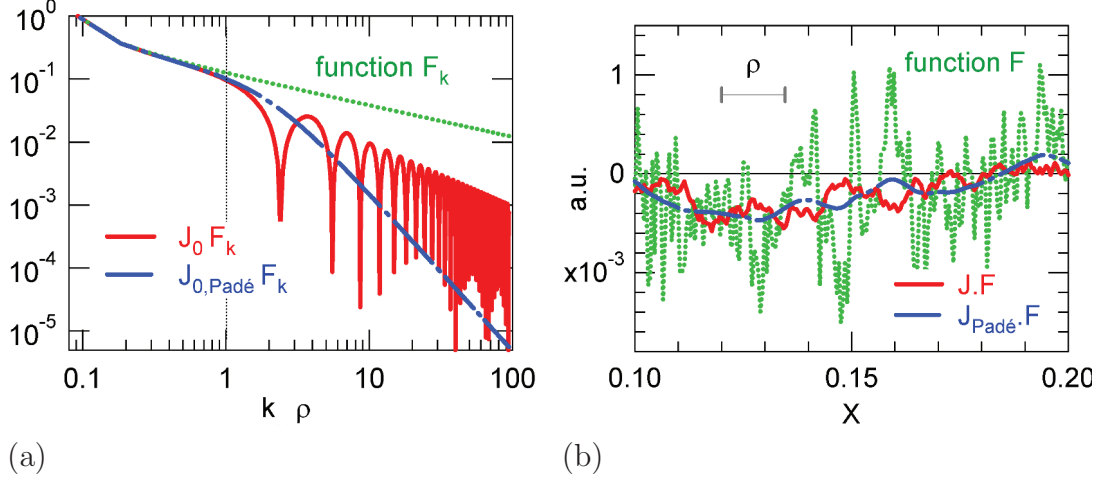 10^0
10^-1
10^-2
10^-3
10^-4
10^-5
function F_k
J_0 F_k
J_0,Padé F_k
0.1
1
10
100
k ρ
(a)
1
0
x10^-3
a.u.
ρ
function F
J.F
J_Padé.F
0.10
0.15
0.20
X
(b)